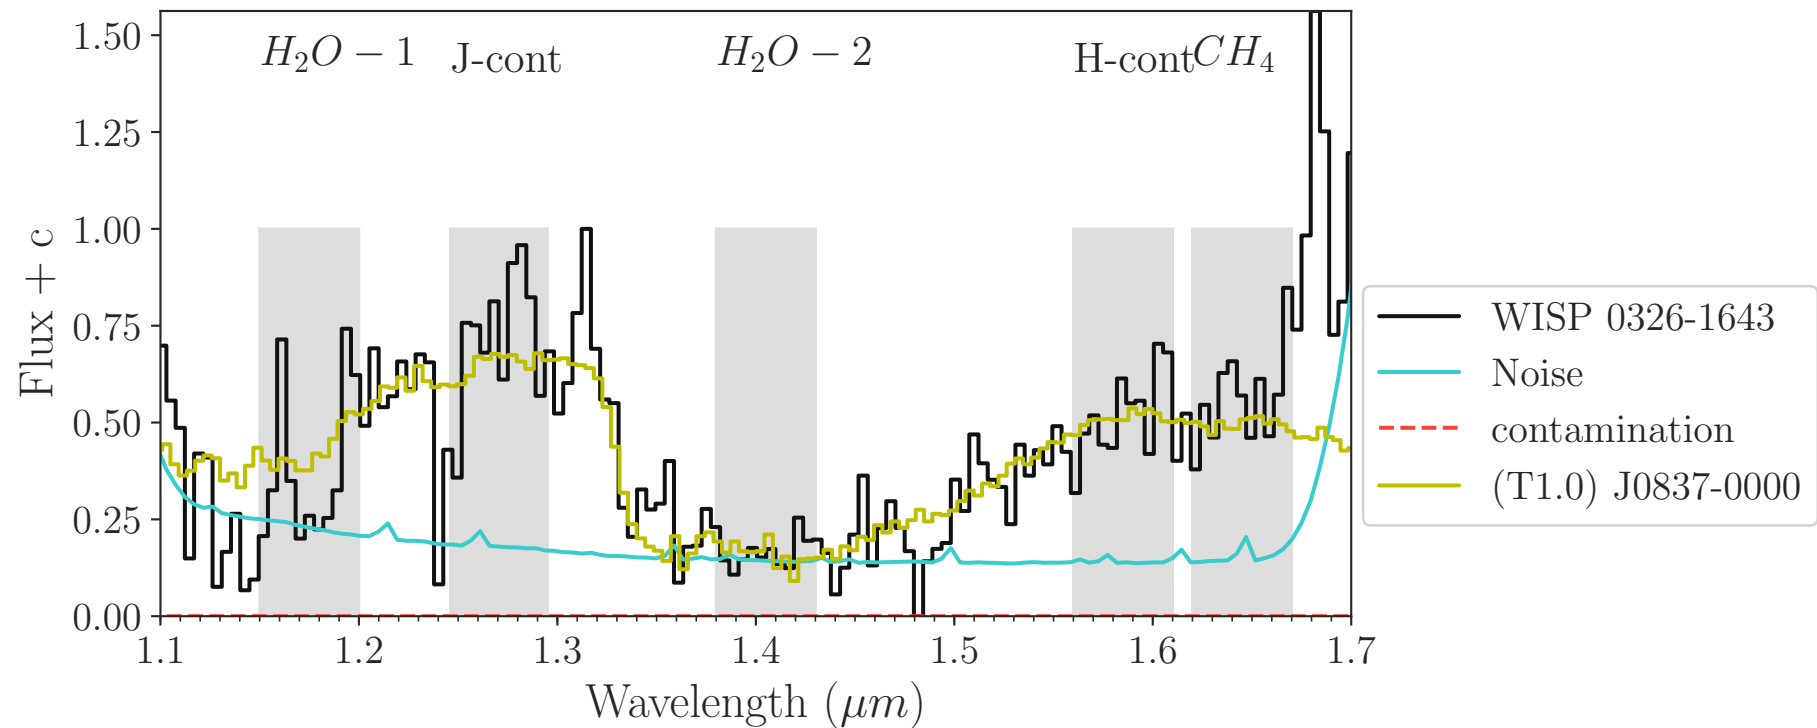 H₂O − 1 J-cont H₂O − 2 H-cont CH₄
1.50
1.25
1.00
0.75
0.50
0.25
0.00
Flux + c
1.1 1.2 1.3 1.4 1.5 1.6 1.7
Wavelength (μm)
WISP 0326-1643
Noise
contamination
(T1.0) J0837-0000